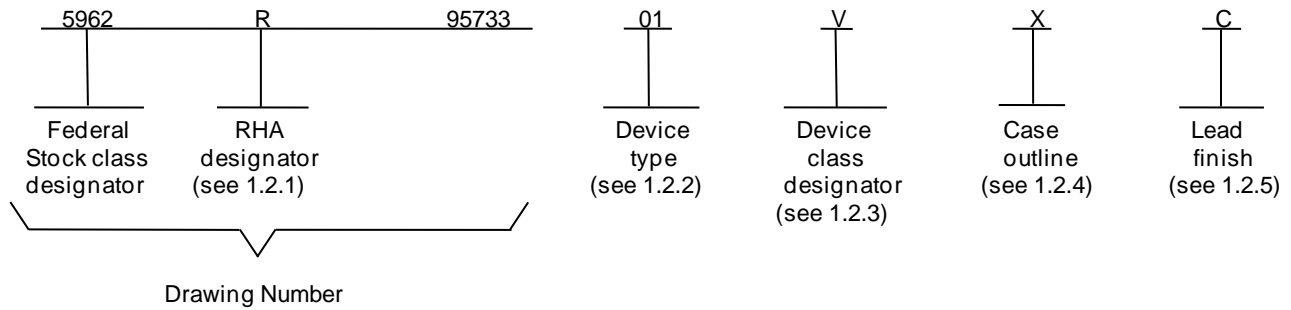 5962 R 95733 01 V X C
Federal RHA Device Device Case Lead
Stock class designator type class outline finish
designator (see 1.2.1) (see 1.2.2) designator (see 1.2.4) (see 1.2.5)
(see 1.2.3)
Drawing Number